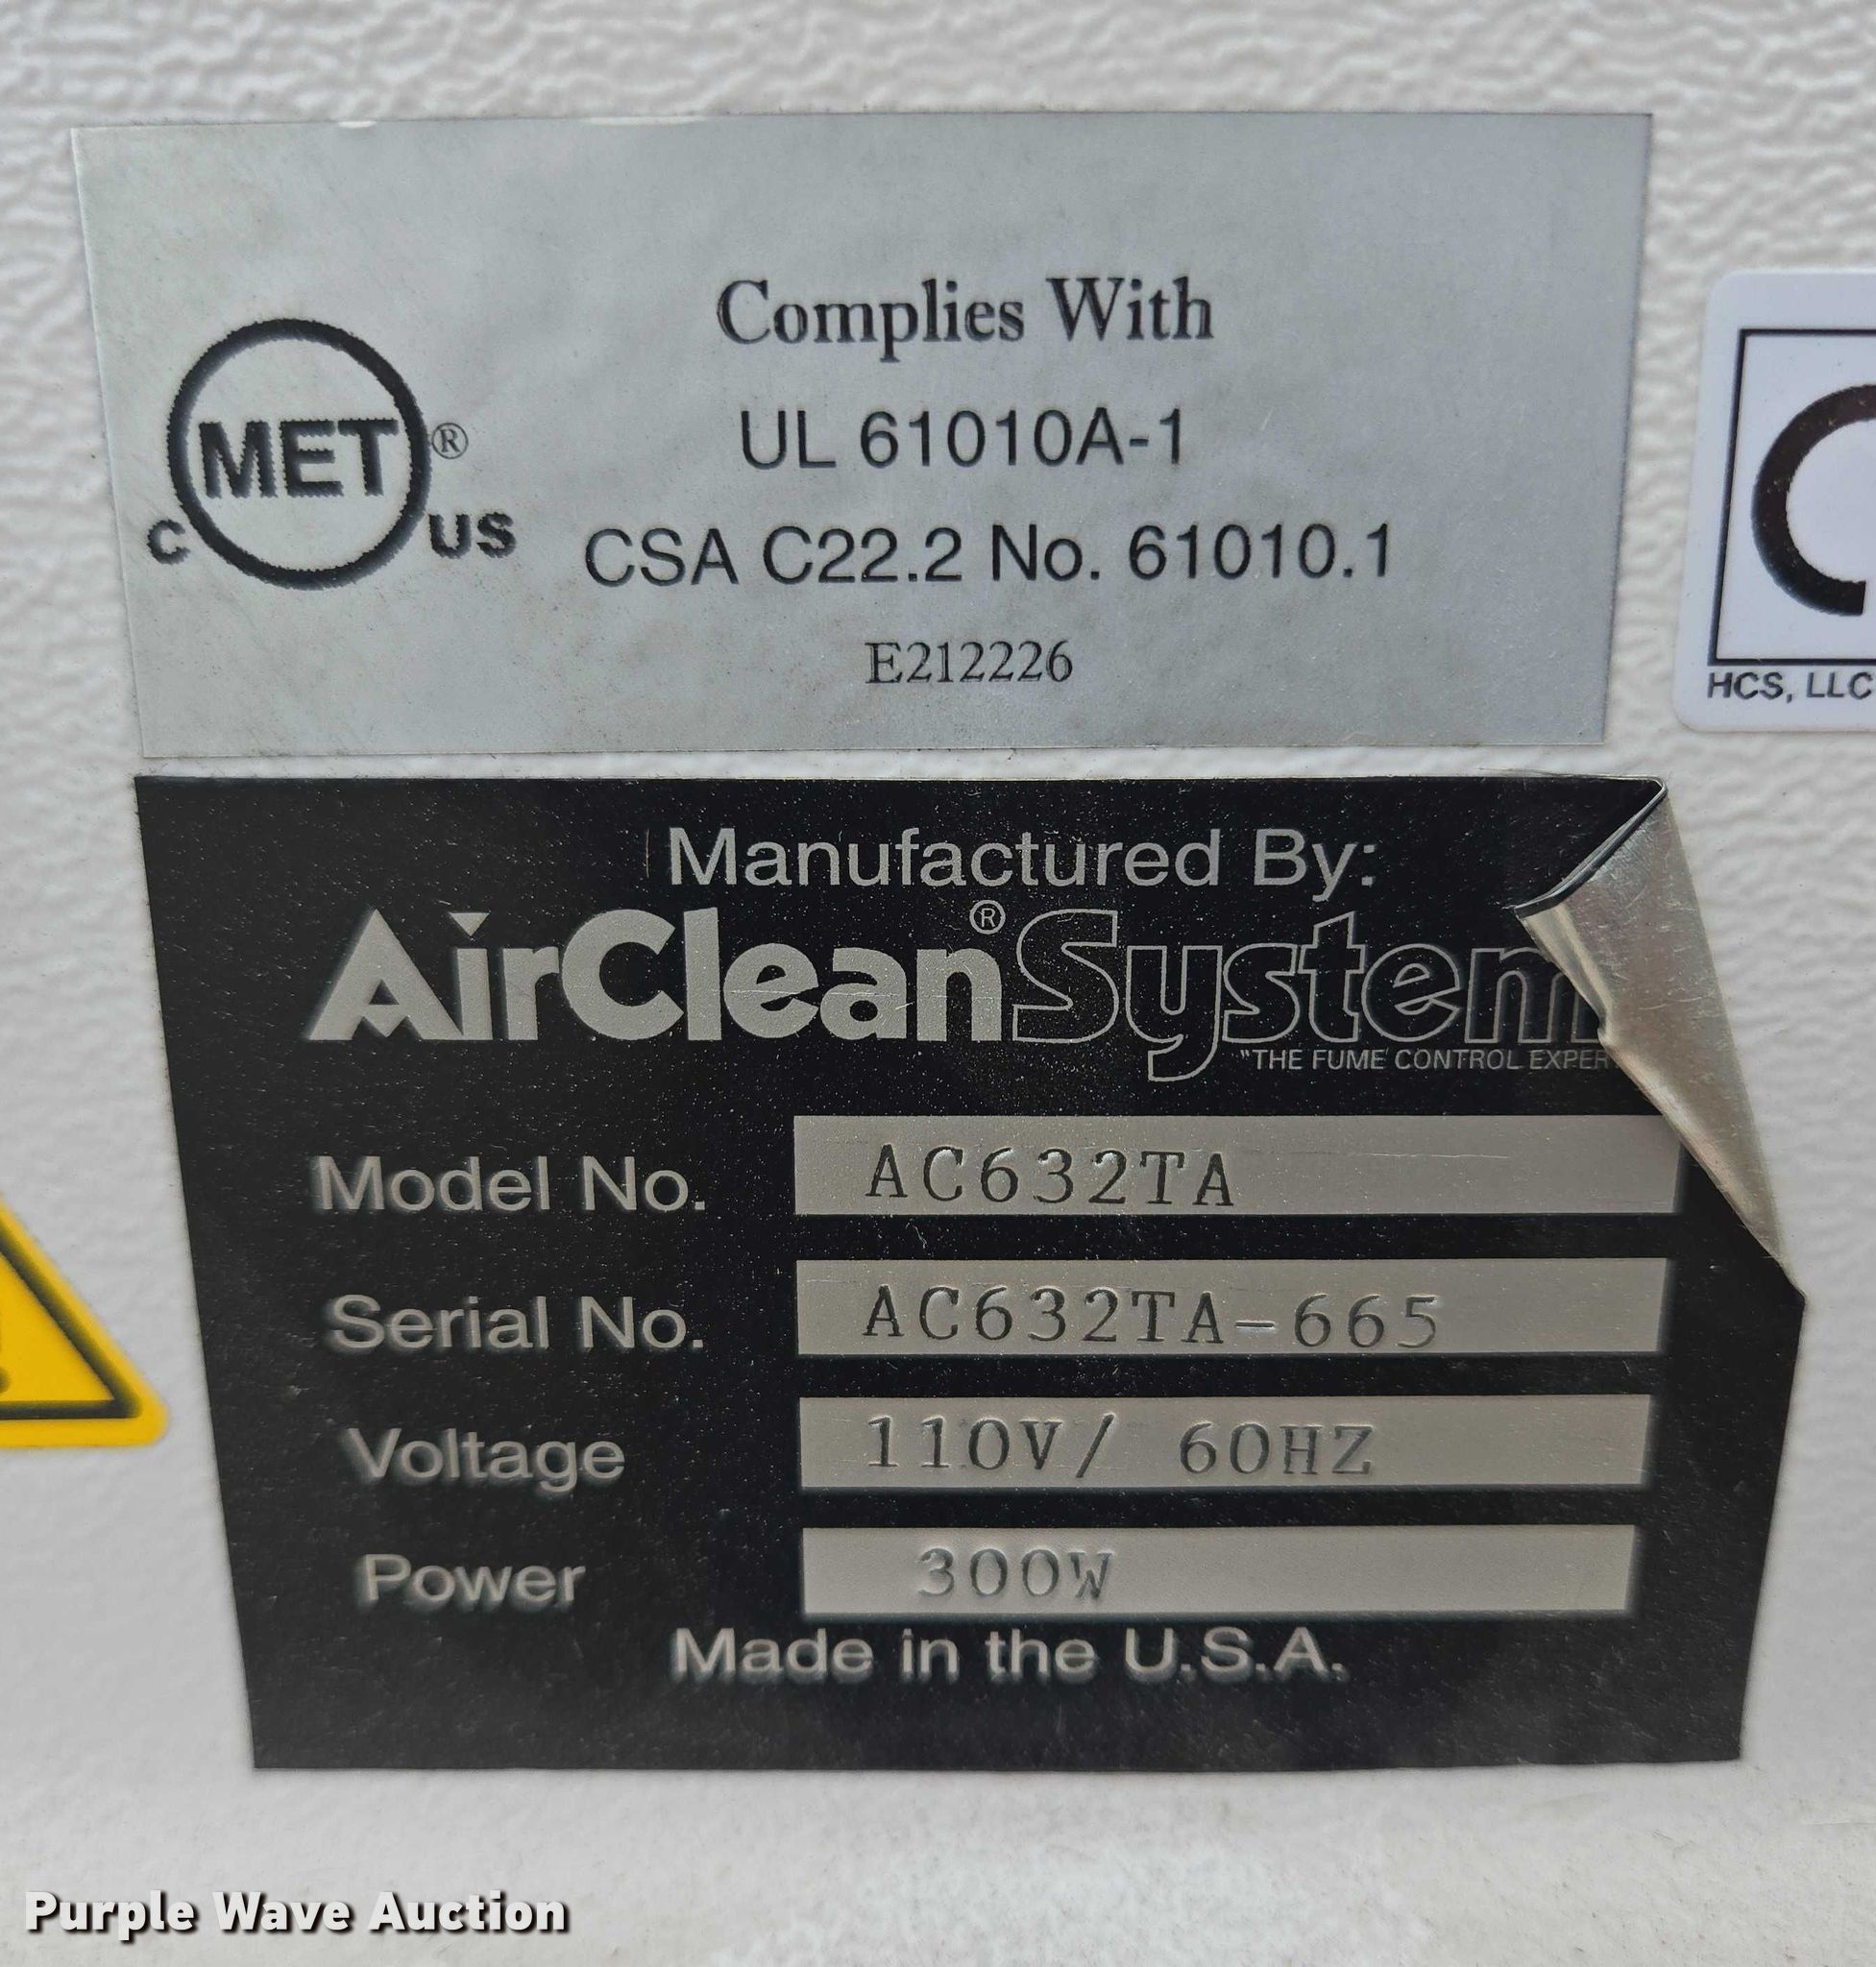 Complies With
UL 61010A-1
CSA C22.2 No. 61010.1
E212226
MET®
C US
HCS, LLC
Manufactured By:
AirClean®System
"THE FUME CONTROL EXPER
Model No. AC632TA
Serial No. AC632TA-665
Voltage 110V/ 60HZ
Power 300W
Made in the U.S.A.
Purple Wave Auction